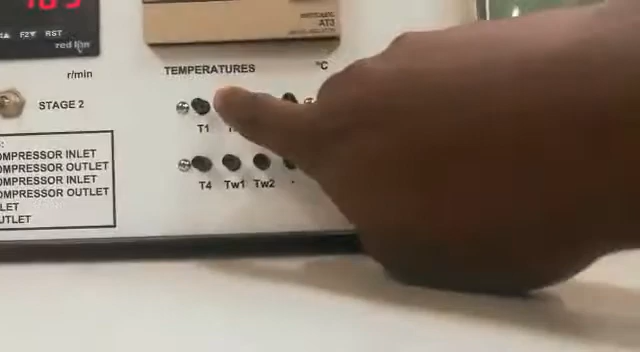 F2▼ RST
red lion
AT3
r/min
TEMPERATURES
°C
STAGE 2
T1
OMPRESSOR INLET
OMPRESSOR OUTLET
OMPRESSOR INLET
OMPRESSOR OUTLET
LET
UTLET
T4 Tw1 Tw2